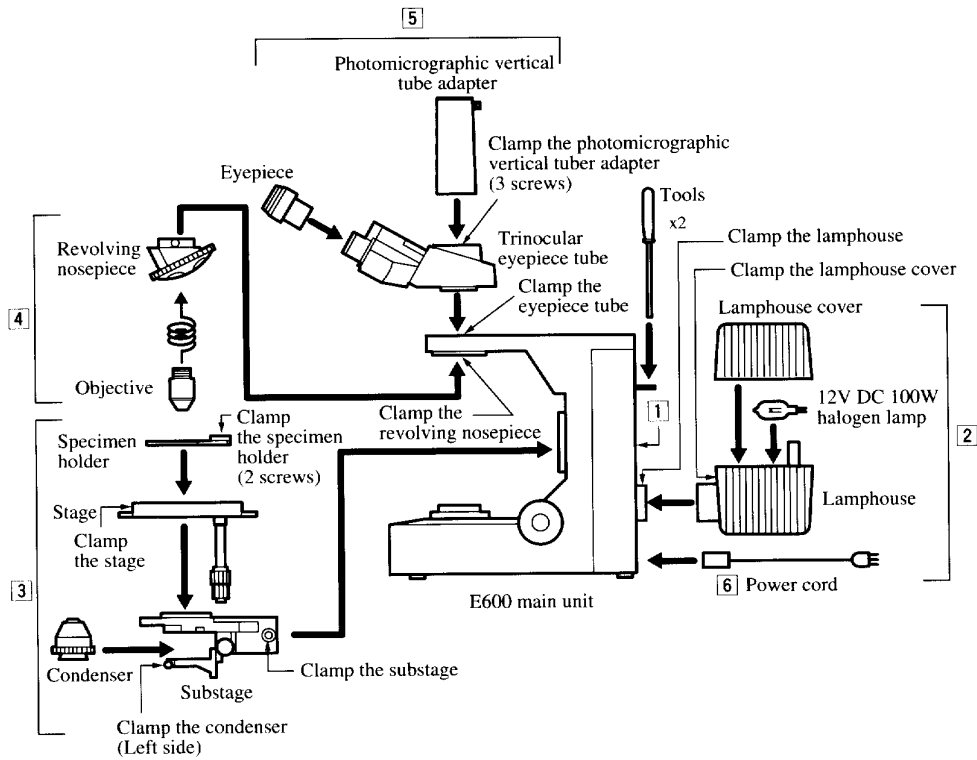 5
Photomicrographic vertical
tube adapter
Clamp the photomicrographic
vertical tuber adapter
(3 screws)
Eyepiece
Tools
x2
Trinocular
eyepiece tube
Clamp the
eyepiece tube
Clamp the lamphouse
Clamp the lamphouse cover
Lamphouse cover
12V DC 100W
halogen lamp
Lamphouse
2
1
6 Power cord
E600 main unit
4
Revolving
nosepiece
Objective
Clamp the
revolving nosepiece
3
Specimen
holder
Clamp
the specimen
holder
(2 screws)
Stage
Clamp
the stage
Condenser
Substage
Clamp the substage
Clamp the condenser
(Left side)